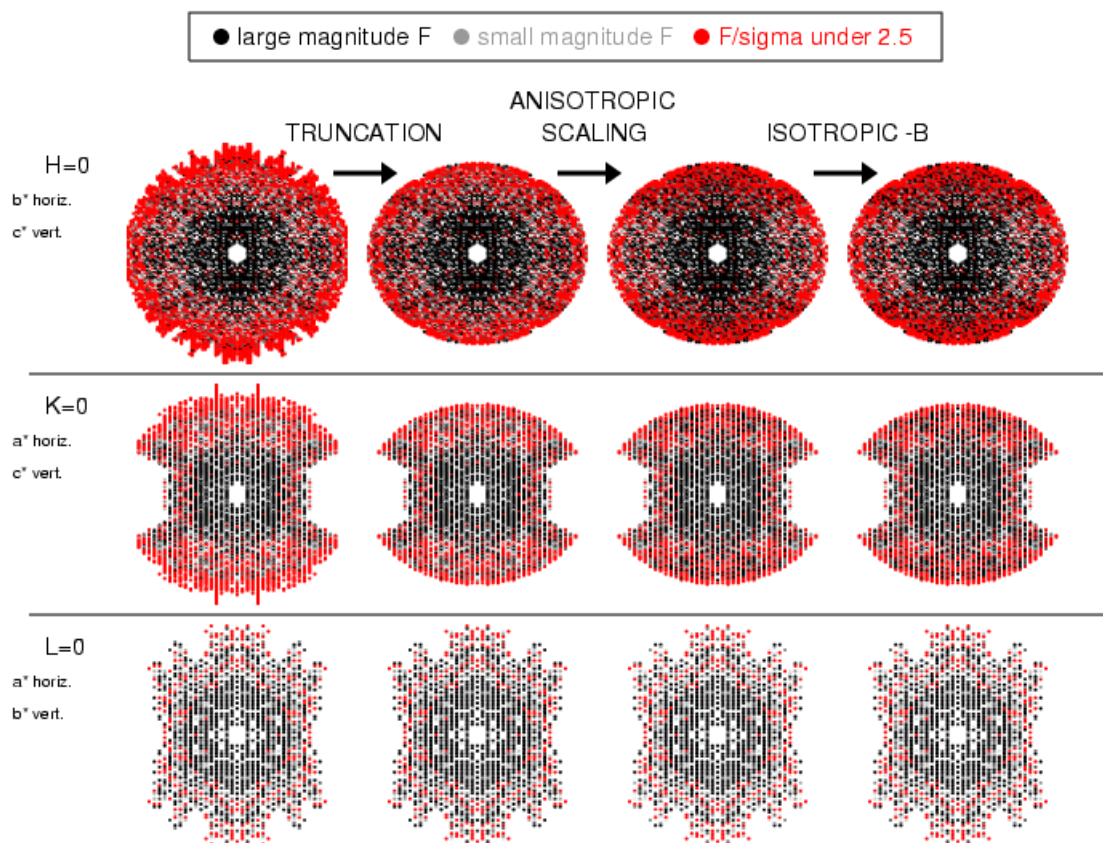 large magnitude F small magnitude F F/sigma under 2.5
ANISOTROPIC
TRUNCATION SCALING ISOTROPIC -B
H=0
b* horiz.
c* vert.
K=0
a* horiz.
c* vert.
L=0
a* horiz.
b* vert.